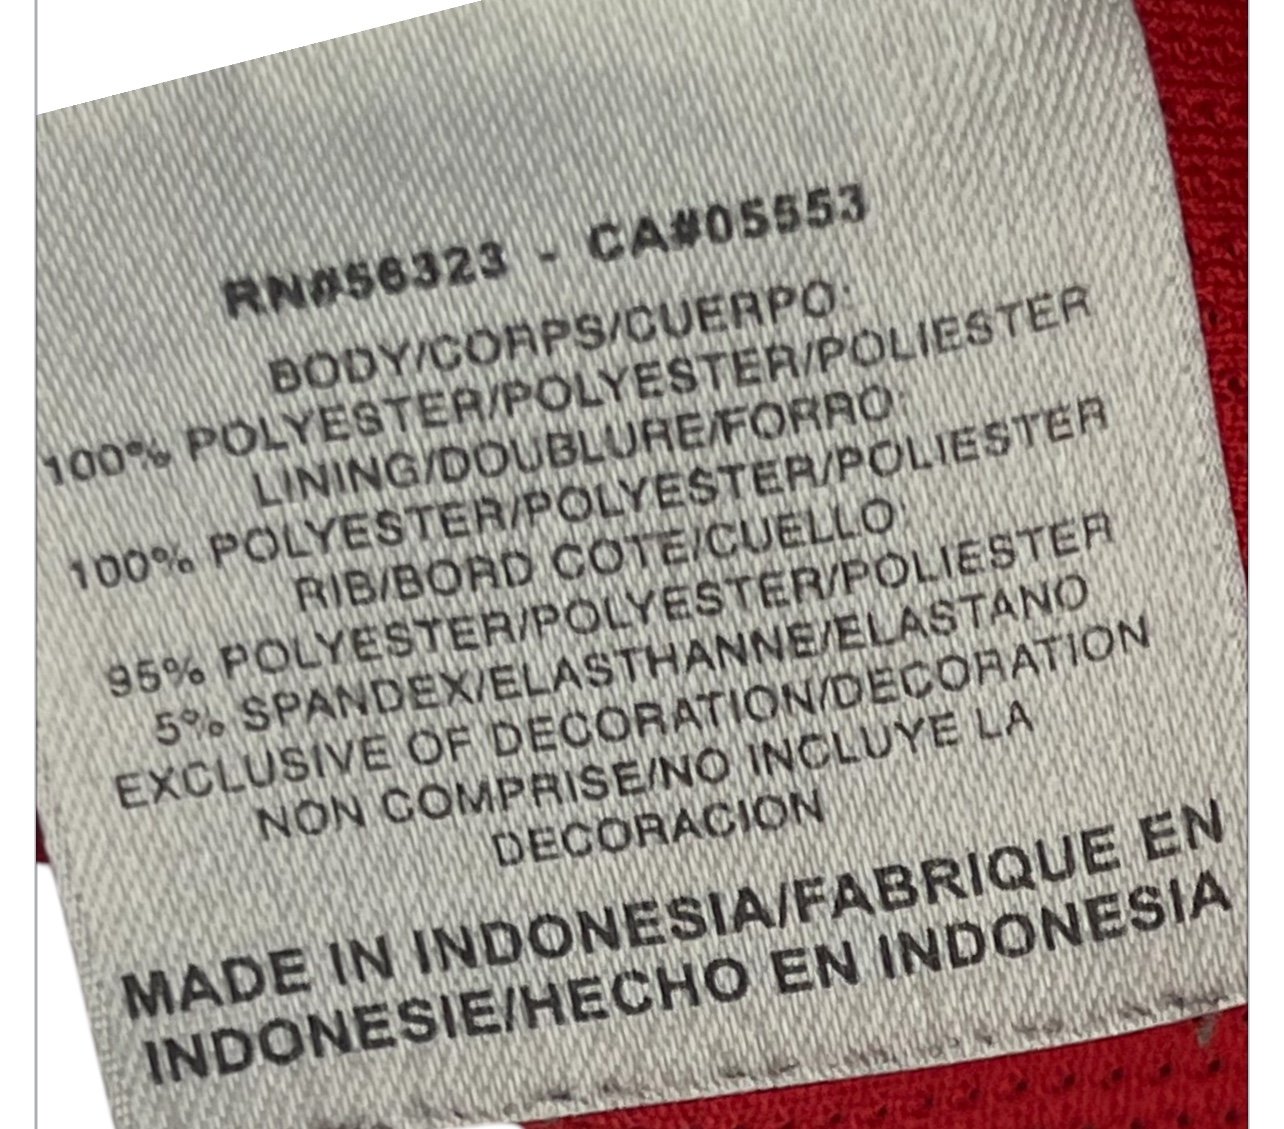 RN#56323 - CA#05553
BODY/CORPS/CUERPO:
100% POLYESTER/POLYESTER/POLIESTER
LINING/DOUBLURE/FORRO:
100% POLYESTER/POLYESTER/POLIESTER
RIB/BORD COTE/CUELLO:
95% POLYESTER/POLYESTER/POLIESTER
5% SPANDEX/ELASTHANNE/ELASTANO
EXCLUSIVE OF DECORATION/DECORATION
NON COMPRISE/NO INCLUYE LA
DECORACION
MADE IN INDONESIA/FABRIQUE EN
INDONESIE/HECHO EN INDONESIA